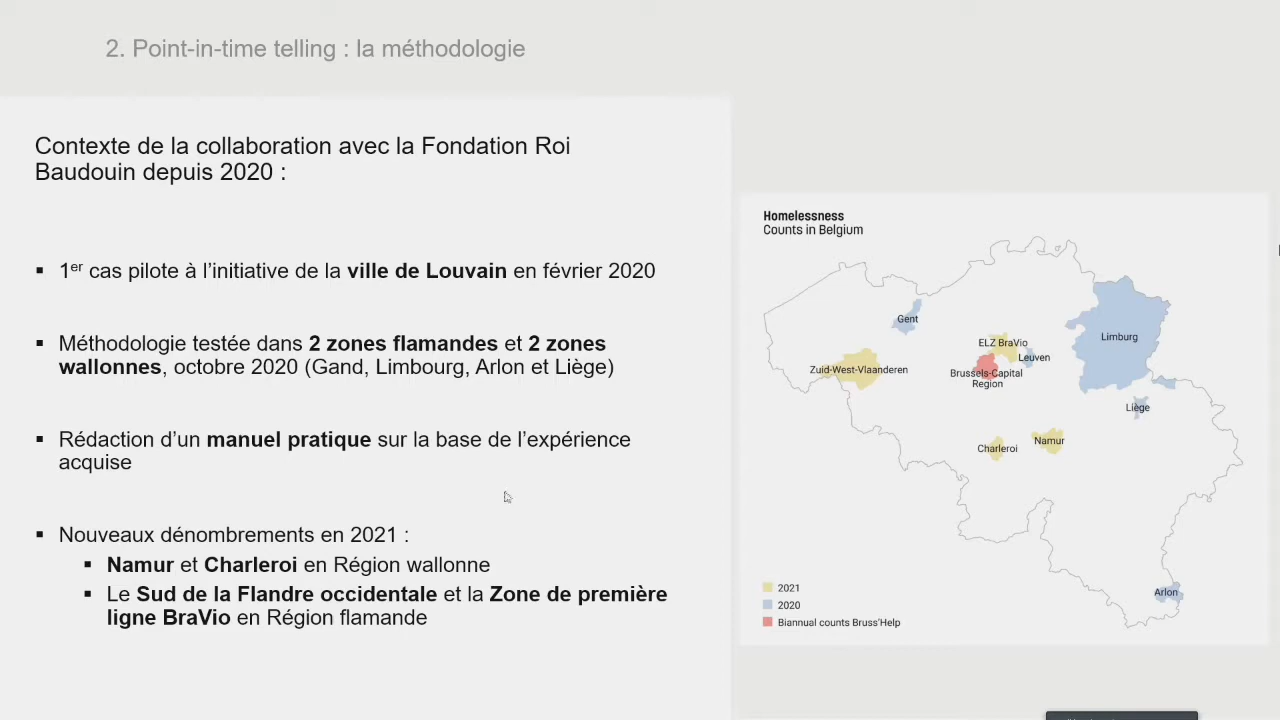 2. Point-in-time telling : la méthodologie
Contexte de la collaboration avec la Fondation Roi
Baudouin depuis 2020 :
▪ 1er cas pilote à l’initiative de la ville de Louvain en février 2020
▪ Méthodologie testée dans 2 zones flamandes et 2 zones
wallonnes, octobre 2020 (Gand, Limbourg, Arlon et Liège)
▪ Rédaction d’un manuel pratique sur la base de l’expérience
acquise
▪ Nouveaux dénombrements en 2021 :
▪ Namur et Charleroi en Région wallonne
▪ Le Sud de la Flandre occidentale et la Zone de première
ligne BraVio en Région flamande
Homelessness
Counts in Belgium
Gent
Limburg
ELZ BraVio
Leuven
Zuid-West-Vlaanderen
Brussels-Capital
Region
Liège
Namur
Charleroi
Arlon
2021
2020
Biannual counts Bruss'Help